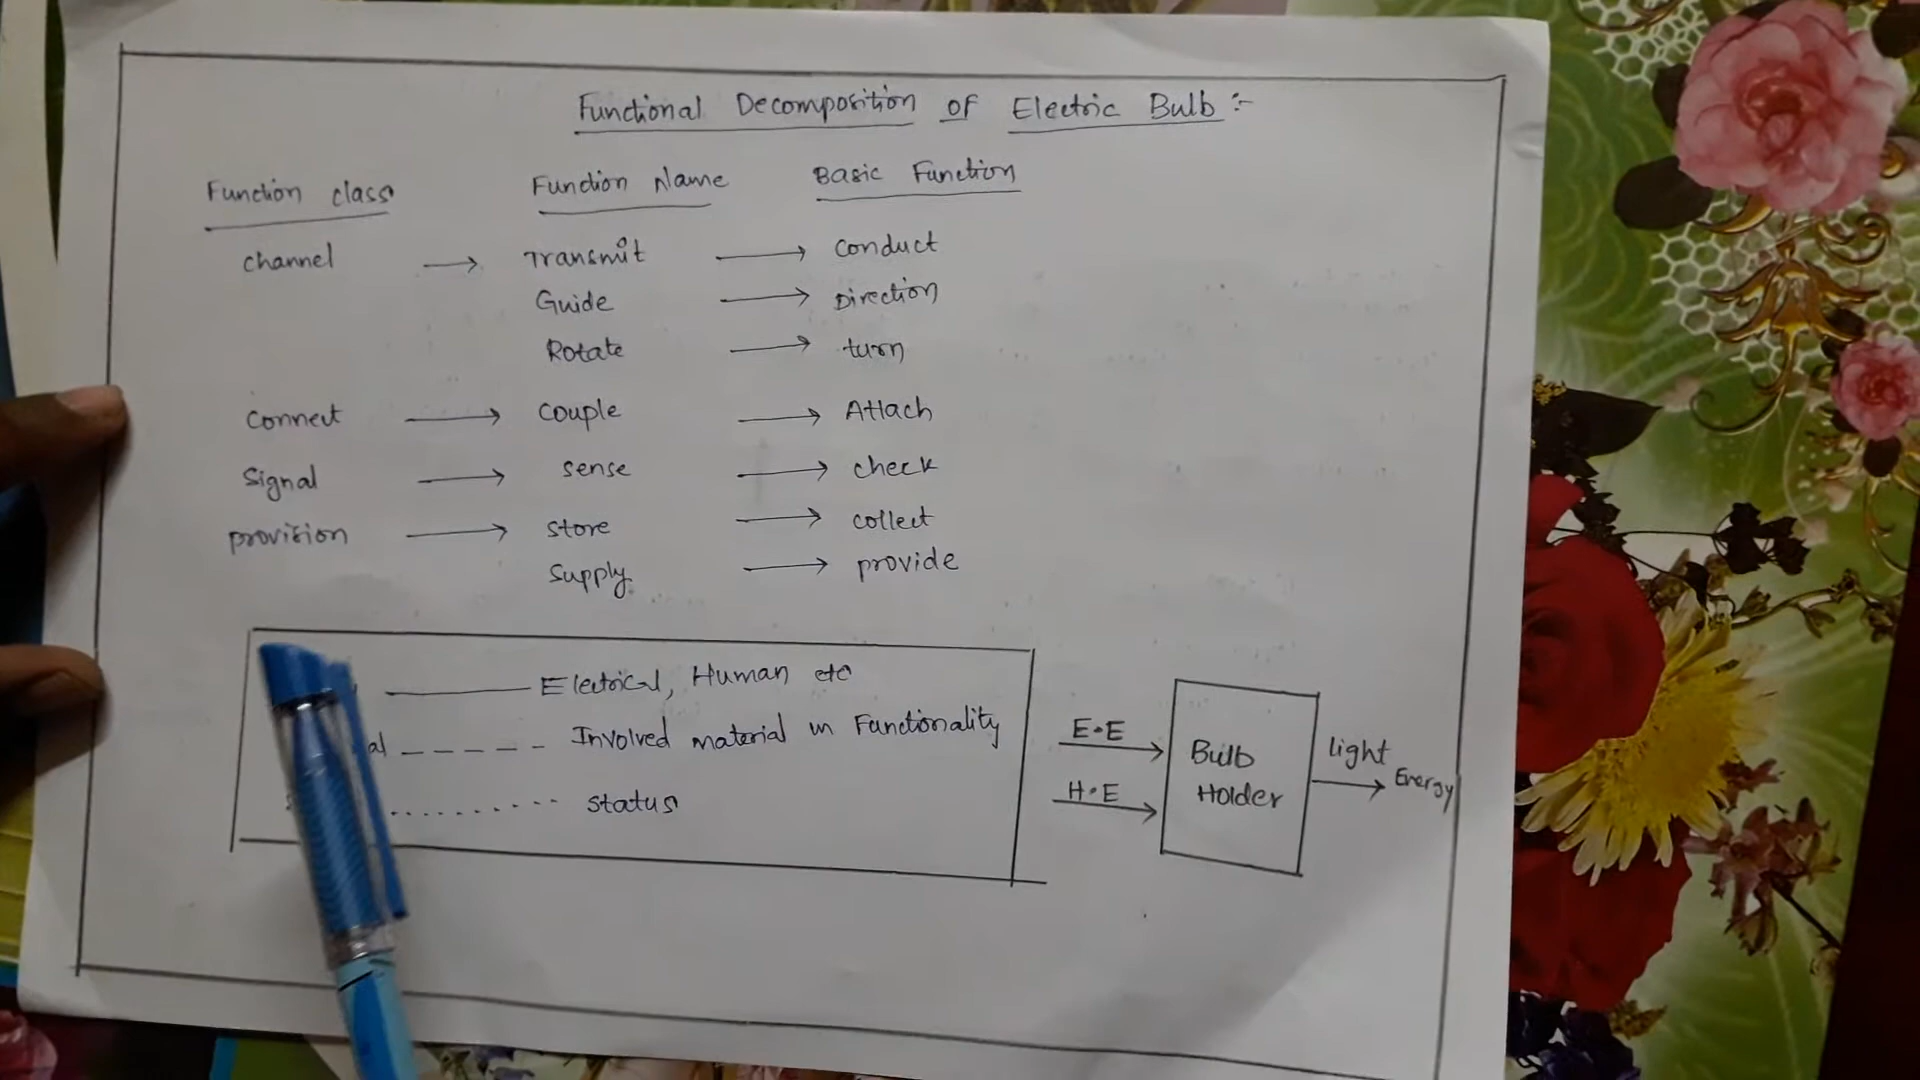 Functional Decomposition of Electric Bulb :-
Function class Function Name Basic Function
channel → Transmit → conduct
Guide → Direction
Rotate → turn
Connect → couple → Attach
Signal → sense → check
provision → store → collect
Supply → provide
Electrical, Human etc
Involved material in Functionality
status
E.E
H.E
Bulb
Holder
light
Energy